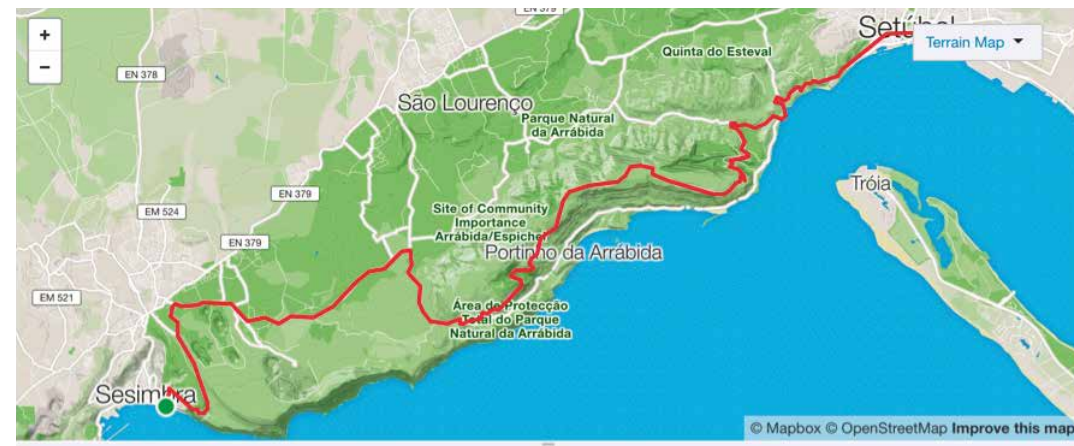 EN 379
Setúbal
+
Terrain Map
Quinta do Esteval
−
EN 378
São Lourenço
Parque Natural
da Arrábida
Tróia
EN 379
EM 524
Site of Community
Importance
Arrábida/Espichel
EN 379
Portinho da Arrábida
EM 521
Área de Protecção
Total do Parque
Natural da Arrábida
Sesimbra
© Mapbox © OpenStreetMap Improve this map